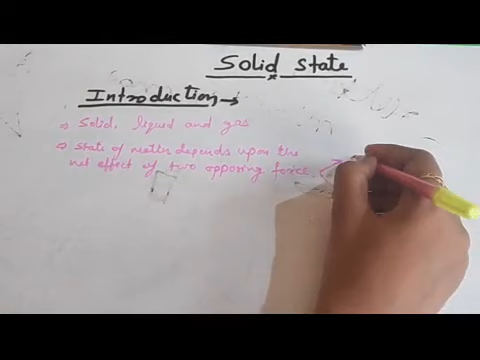 Solid state
Introduction→
⇒ Solid, liquid and gas
⇒ State of matter depends upon the
net effect of two opposing force.